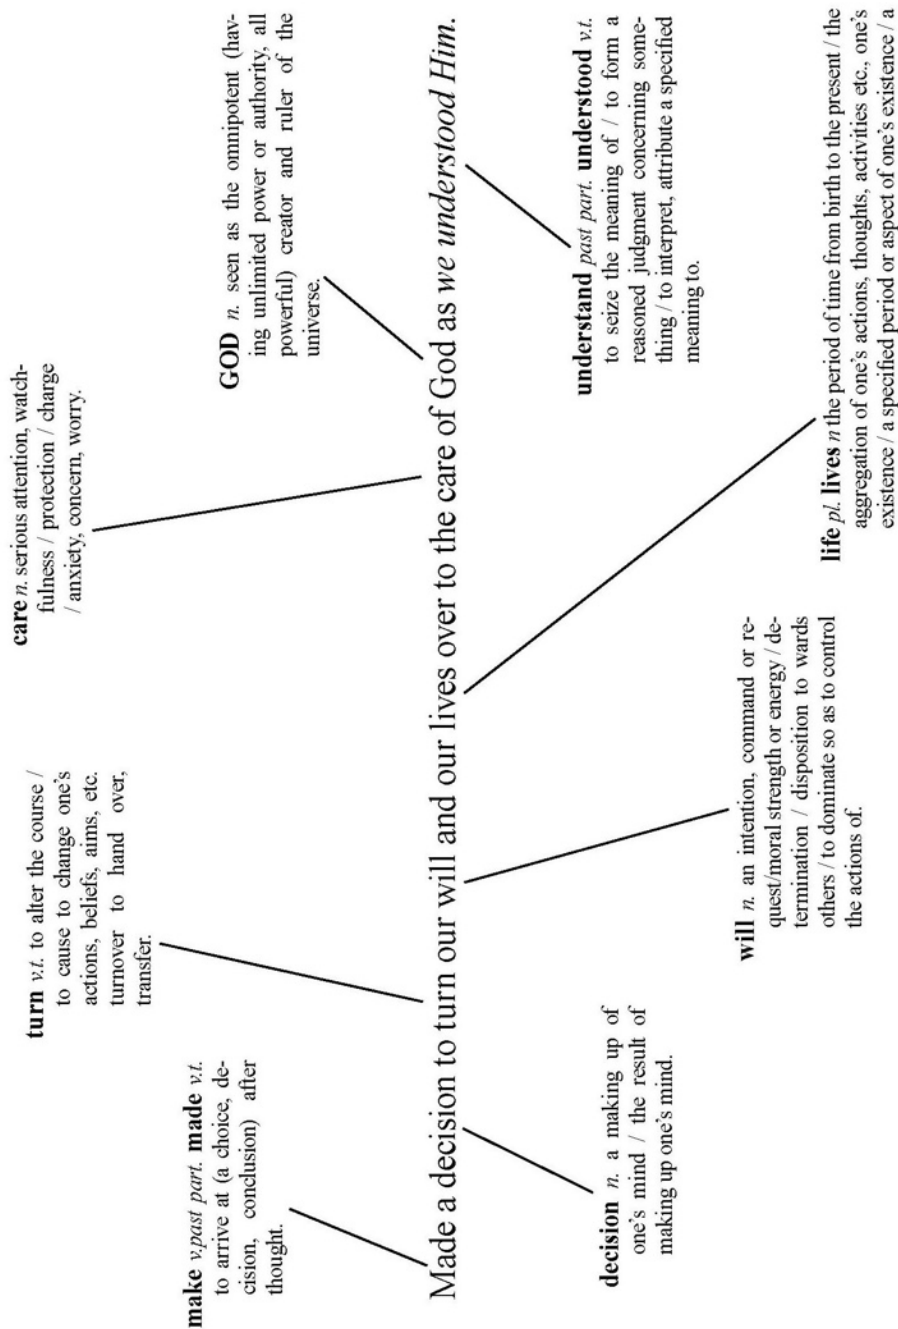 make v.past part. made v.t.
to arrive at (a choice, de-
cision, conclusion) after
thought.
turn v.t. to alter the course /
to cause to change one's
actions, beliefs, aims, etc.
turnover to hand over,
transfer.
care n. serious attention, watch-
fulness / protection / charge
/ anxiety, concern, worry.
GOD n. seen as the omnipotent (hav-
ing unlimited power or authority, all
powerful) creator and ruler of the
universe.
Made a decision to turn our will and our lives over to the care of God as we understood Him.
decision n. a making up of
one's mind / the result of
making up one's mind.
will n. an intention, command or re-
quest/moral strength or energy / de-
termination / disposition to wards
others / to dominate so as to control
the actions of.
understand past part. understood v.t.
to seize the meaning of / to form a
reasoned judgment concerning some-
thing / to interpret, attribute a specified
meaning to.
life pl. lives n the period of time from birth to the present / the
aggregation of one's actions, thoughts, activities etc., one's
existence / a specified period or aspect of one's existence / a